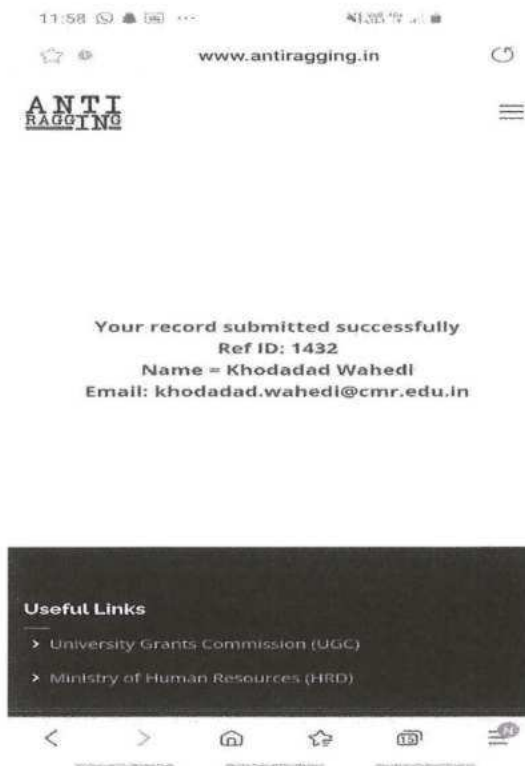 11:58
www.antiragging.in
ANTI
RAGGING
Your record submitted successfully
Ref ID: 1432
Name = Khodadad Wahedi
Email: khodadad.wahedi@cmr.edu.in
Useful Links
> University Grants Commission (UGC)
> Ministry of Human Resources (HRD)
15
N